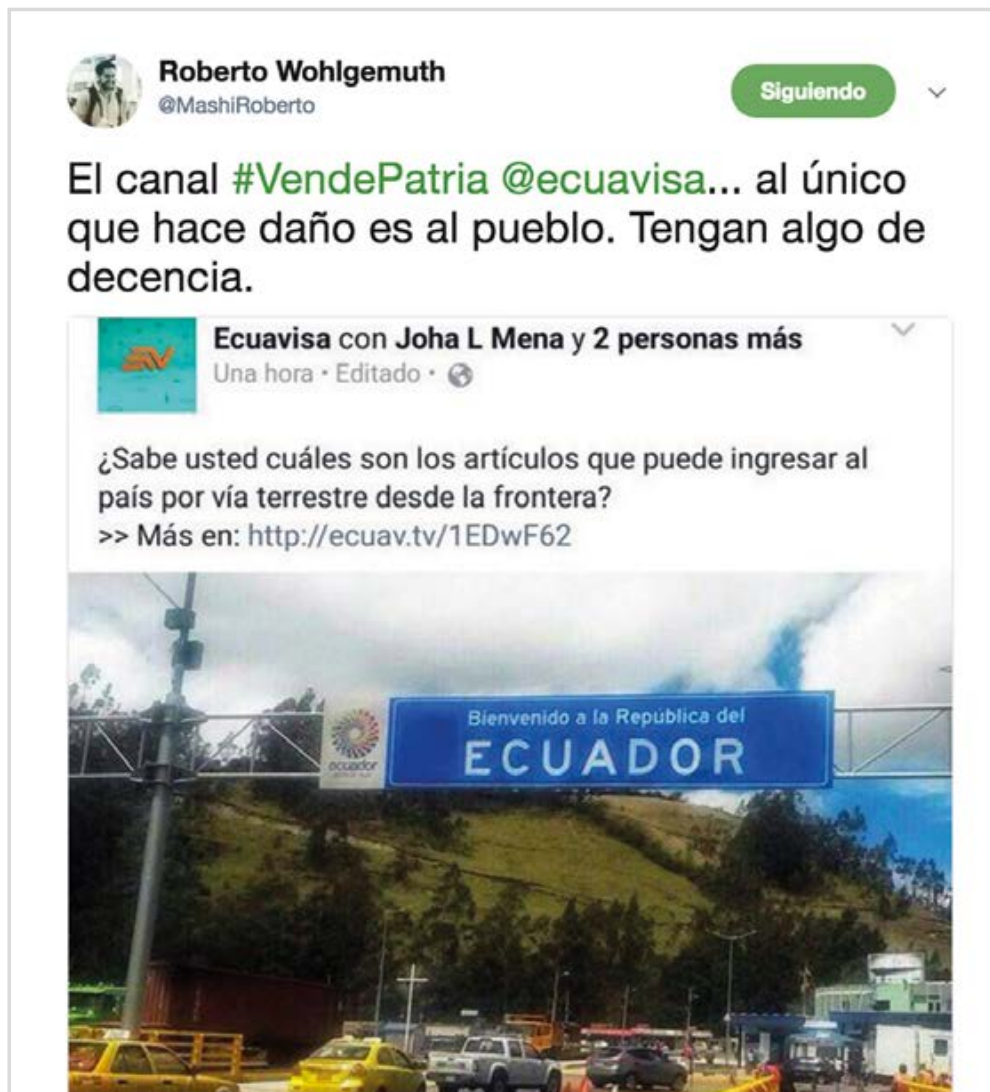 Roberto Wohlgemuth
@MashiRoberto
Siguiendo
El canal #VendePatria @ecuavisa... al único
que hace daño es al pueblo. Tengan algo de
decencia.
Ecuavisa con Joha L Mena y 2 personas más
Una hora • Editado •
¿Sabe usted cuáles son los artículos que puede ingresar al
país por vía terrestre desde la frontera?
>> Más en: http://ecuav.tv/1EDwF62
Bienvenido a la República del
ECUADOR
ecuador